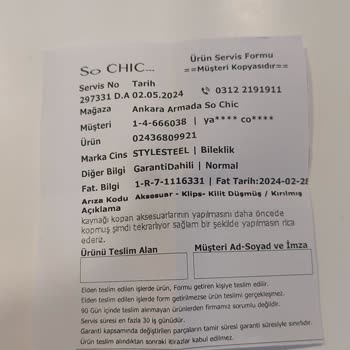 So CHIC...
Ürün Servis Formu
==Müşteri Kopyasıdır==
Servis No Tarih
297331 D.A 02.05.2024 0312 2191911
Mağaza Ankara Armada So Chic
Müşteri 1-4-666038 | ya**** co****
Ürün 02436809921
Marka Cins STYLESTEEL | Bileklik
Diğer Bilgi GarantiDahili | Normal
Fat. Bilgi 1-R-7-1116331 | Fat Tarih:2024-02-28
Arıza Kodu Aksesuar - Klips- Kilit Düşmüş / Kırılmış
Açıklama
kaynağı kopan aksesuarlarının yapılmasını daha öncede
kopmuş şimdi tekrarlıyor sağlam bir şekilde yapılmasın rica
ederiz.
Ürünü Teslim Alan Müşteri Ad-Soyad ve İmza
Elden teslim edilen işlerde ürün, Formu getiren kişiye teslim edilir.
Elden teslim edilen işlerde form getirilmezse ürün teslimi gerçekleşmez.
90 Gün içinde teslim alınmayan ürünlerden firmamız sorumlu değildir.
Servis süresi en fazla 30 iş günüdür.
Garanti kapsamında değiştirilen parçaların tamir süresi garanti süresiyle sınırlıdır.
Ürün teslim alındıktan sonraki itirazlar kabul edilmez.